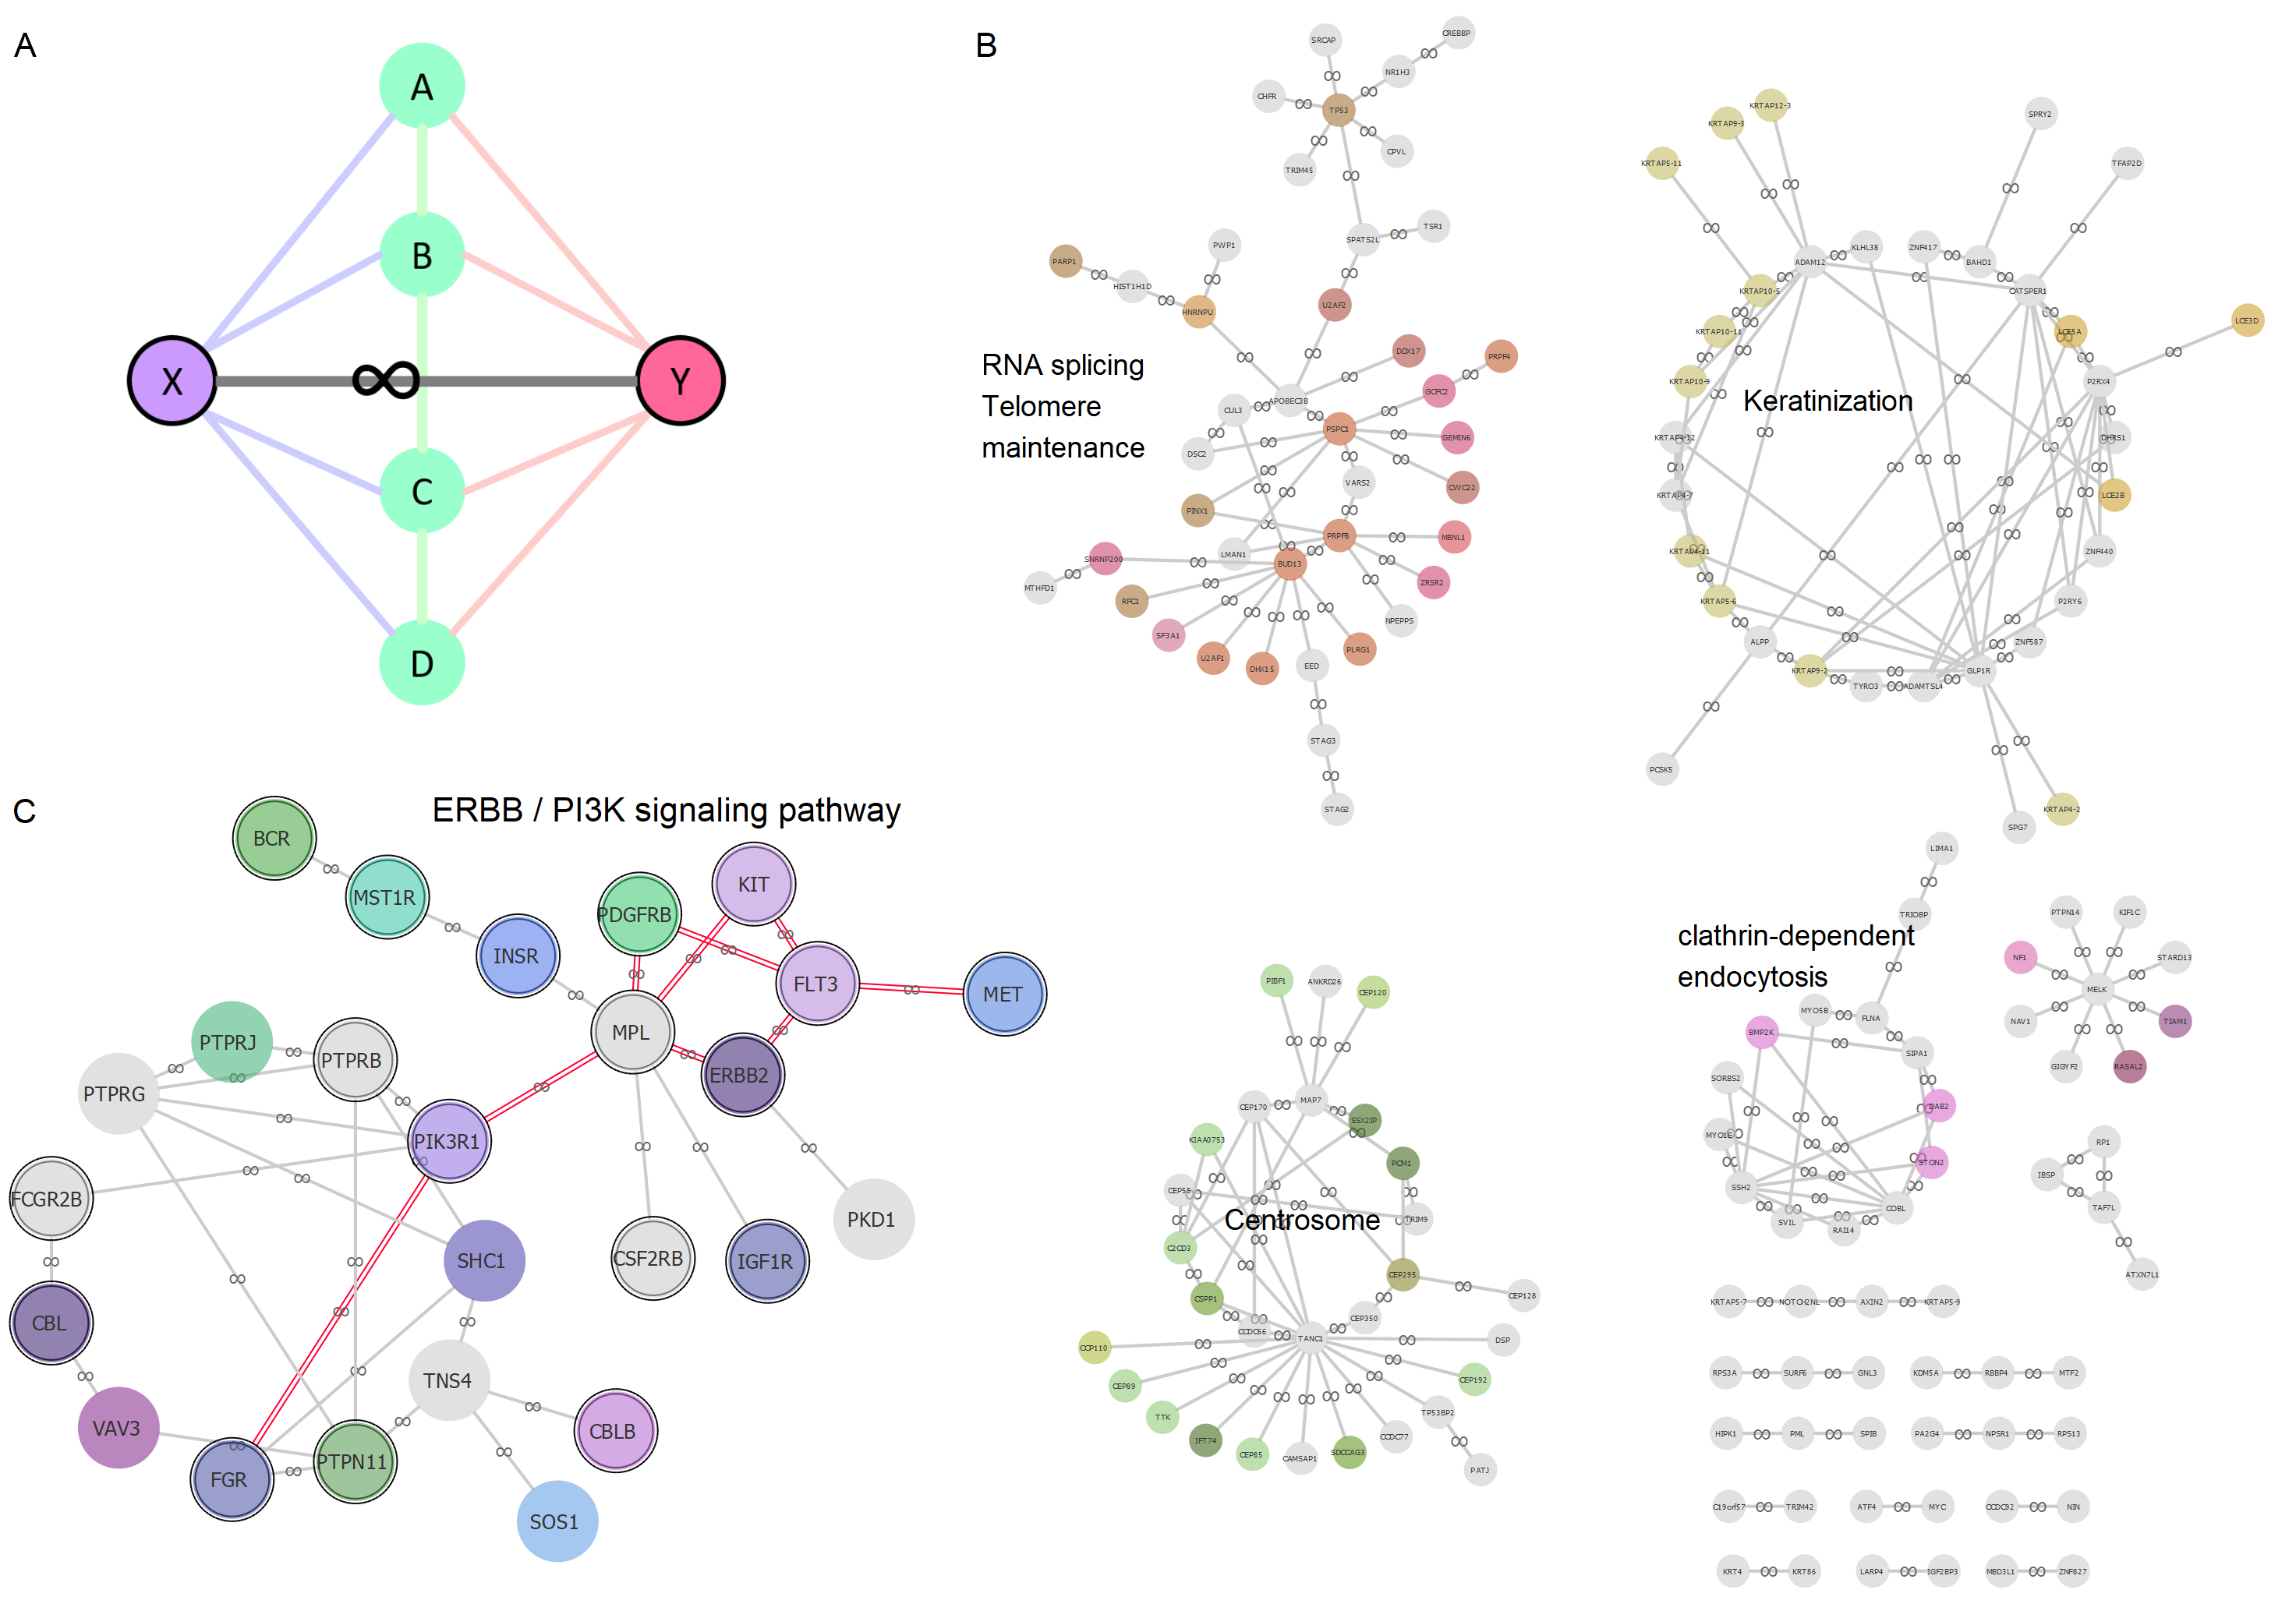 A
A
B
X
∞
Y
C
D
B
SRCAP
CREBBP
NR1H3
CHFR
TP53
CPVL
TRIM45
SPATS2L
TSR1
PWP1
PARP1
HIST1H1D
HNRNPU
U2AF2
RNA splicing
Telomere
maintenance
DDX17
PRPF4
GCFC2
APOBEC3B
CUL3
PSPC1
GEMIN6
DSC2
VARS2
CWC22
PINX1
PRPF8
MBNL1
LMAN1
SNRNP200
BUD13
MTHFD1
ZRSR2
RFC1
NPEPPS
SF3A1
U2AF1
DHX15
EED
PLRG1
STAG3
STAG2
KRTAP12-3
KRTAP9-3
SPRY2
KRTAP5-11
TFAP2D
KLHL38
ZNF417
ADAM12
BAHD1
KRTAP10-5
CATSPER1
LCE3D
KRTAP10-11
LCE5A
KRTAP10-9
P2RX4
Keratinization
KRTAP4-12
DHRS1
KRTAP4-7
LCE2B
KRTAP4-11
ZNF440
KRTAP5-6
P2RY6
ALPP
ZNF587
KRTAP9-2
TYRO3
ADAMTSL4
GLP1R
PCSK5
KRTAP4-2
SPG7
C
ERBB / PI3K signaling pathway
BCR
MST1R
INSR
PDGFRB
KIT
FLT3
MET
MPL
ERBB2
PTPRJ
PTPRB
PTPRG
PIK3R1
FCGR2B
SHC1
CSF2RB
IGF1R
PKD1
CBL
TNS4
VAV3
CBLB
FGR
PTPN11
SOS1
PIBF1
ANKRD26
CEP120
CEP170
MAP7
SSX2IP
KIAA0753
PCM1
CEP56
TRIM9
Centrosome
C2CD3
CEP295
CSPP1
CEP128
CEP350
CCDC66
TANC1
DSP
CCP110
CEP89
CEP192
TTK
TP53BP2
IFT74
CCDC77
CEP85
CAMSAP1
SDCCAG3
PATJ
LIMA1
TRIOBP
clathrin-dependent
endocytosis
MYO5B
FLNA
BMP2K
SIPA1
SORBS2
DAB2
MYO1E
STON2
SSH2
COBL
SVIL
RAI14
PTPN14
KIF1C
NF1
STARD13
MELK
NAV1
TIAM1
GIGYF2
RASAL2
RP1
IBSP
TAF7L
ATXN7L1
KRTAP5-7 ∞ NOTCH2NL ∞ AXIN2 ∞ KRTAP5-9
RPS3A ∞ SURF6 ∞ GNL3
KDM5A ∞ RBBP4 ∞ MTF2
HIPK1 ∞ PML ∞ SPIB
PA2G4 ∞ NPSR1 ∞ RPS13
C19orf57 ∞ TRIM42
ATF4 ∞ MYC
CCDC92 ∞ NIN
KRT4 ∞ KRT86
LARP4 ∞ IGF2BP3
MBD3L1 ∞ ZNF827